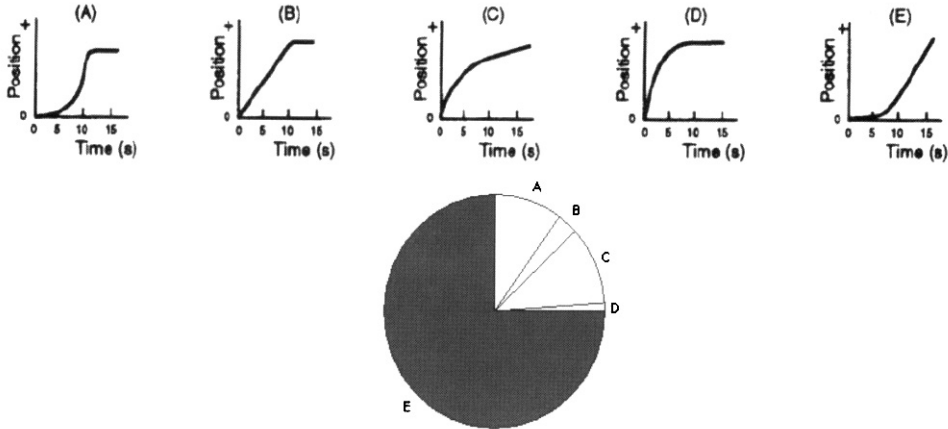 (A) (B) (C) (D) (E)
+ + + + +
Position Position Position Position Position
0 0 0 0 0
0 5 10 15 0 5 10 15 0 5 10 15 0 5 10 15 0 5 10 15
Time (s) Time (s) Time (s) Time (s) Time (s)
A
B
C
D
E